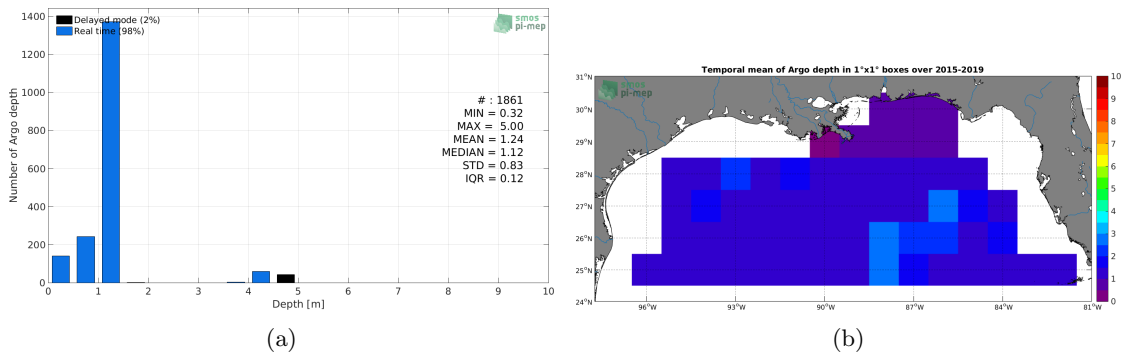 Delayed mode (2%)
Real time (98%)
smos
pi-mep
1400
1200
1000
800
600
400
200
0
Number of Argo depth
# : 1861
MIN = 0.32
MAX = 5.00
MEAN = 1.24
MEDIAN = 1.12
STD = 0.83
IQR = 0.12
0 1 2 3 4 5 6 7 8 9 10
Depth [m]
(a)
Temporal mean of Argo depth in 1°x1° boxes over 2015-2019
smos
pi-mep
31°N
30°N
29°N
28°N
27°N
26°N
25°N
24°N
96°W 93°W 90°W 87°W 84°W 81°W
10
9
8
7
6
5
4
3
2
1
0
(b)